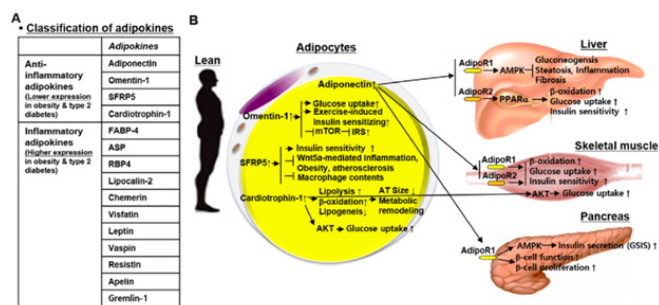 A
• Classification of adipokines
Adipokines
Anti-inflammatory adipokines
(Lower expression in obesity & type 2 diabetes)
Adiponectin
Omentin-1
SFRP5
Cardiotrophin-1
Inflammatory adipokines
(Higher expression in obesity & type 2 diabetes)
FABP-4
ASP
RBP4
Lipocalin-2
Chemerin
Visfatin
Leptin
Vaspin
Resistin
Apelin
Gremlin-1
B
Lean
Adipocytes
Adiponectin↑
Omentin-1↑
Glucose uptake↑
Exercise-induced
Insulin sensitizing↑
mTOR IRS↑
SFRP5↑
Insulin sensitivity ↑
Wnt5a-mediated inflammation,
Obesity, atherosclerosis
Macrophage contents
Cardiotrophin-1↑
Lipolysis ↑
β-oxidation↑
Lipogeneis↓
AT Size ↓
Metabolic
remodeling
AKT → Glucose uptake↑
Liver
AdipoR1
AMPK
Gluconeogensis
Steatosis, Inflammation
Fibrosis
AdipoR2
PPARα
β-oxidation ↑
Glucose uptake ↑
Insulin sensitivity ↑
Skeletal muscle
AdipoR1
AdipoR2
β-oxidation ↑
Glucose uptake ↑
Insulin sensitivity ↑
AKT → Glucose uptake ↑
Pancreas
AdipoR1
AMPK → Insulin secretion (GSIS) ↑
β-cell function ↑
β-cell proliferation ↑